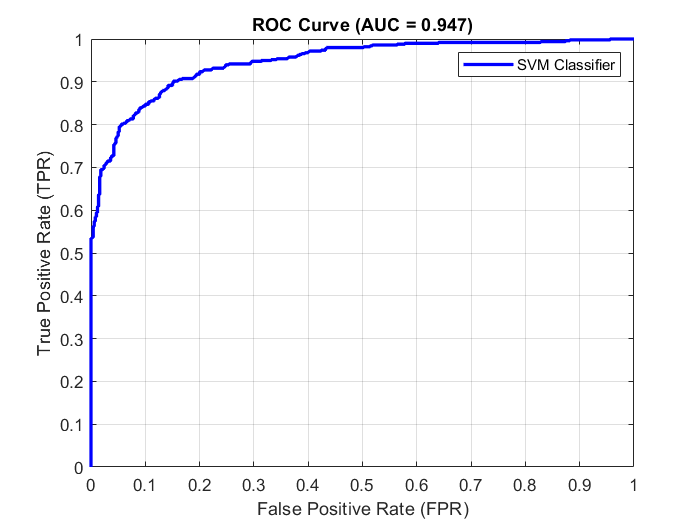 ROC Curve (AUC = 0.947)
SVM Classifier
True Positive Rate (TPR)
1
0.9
0.8
0.7
0.6
0.5
0.4
0.3
0.2
0.1
0
0 0.1 0.2 0.3 0.4 0.5 0.6 0.7 0.8 0.9 1
False Positive Rate (FPR)